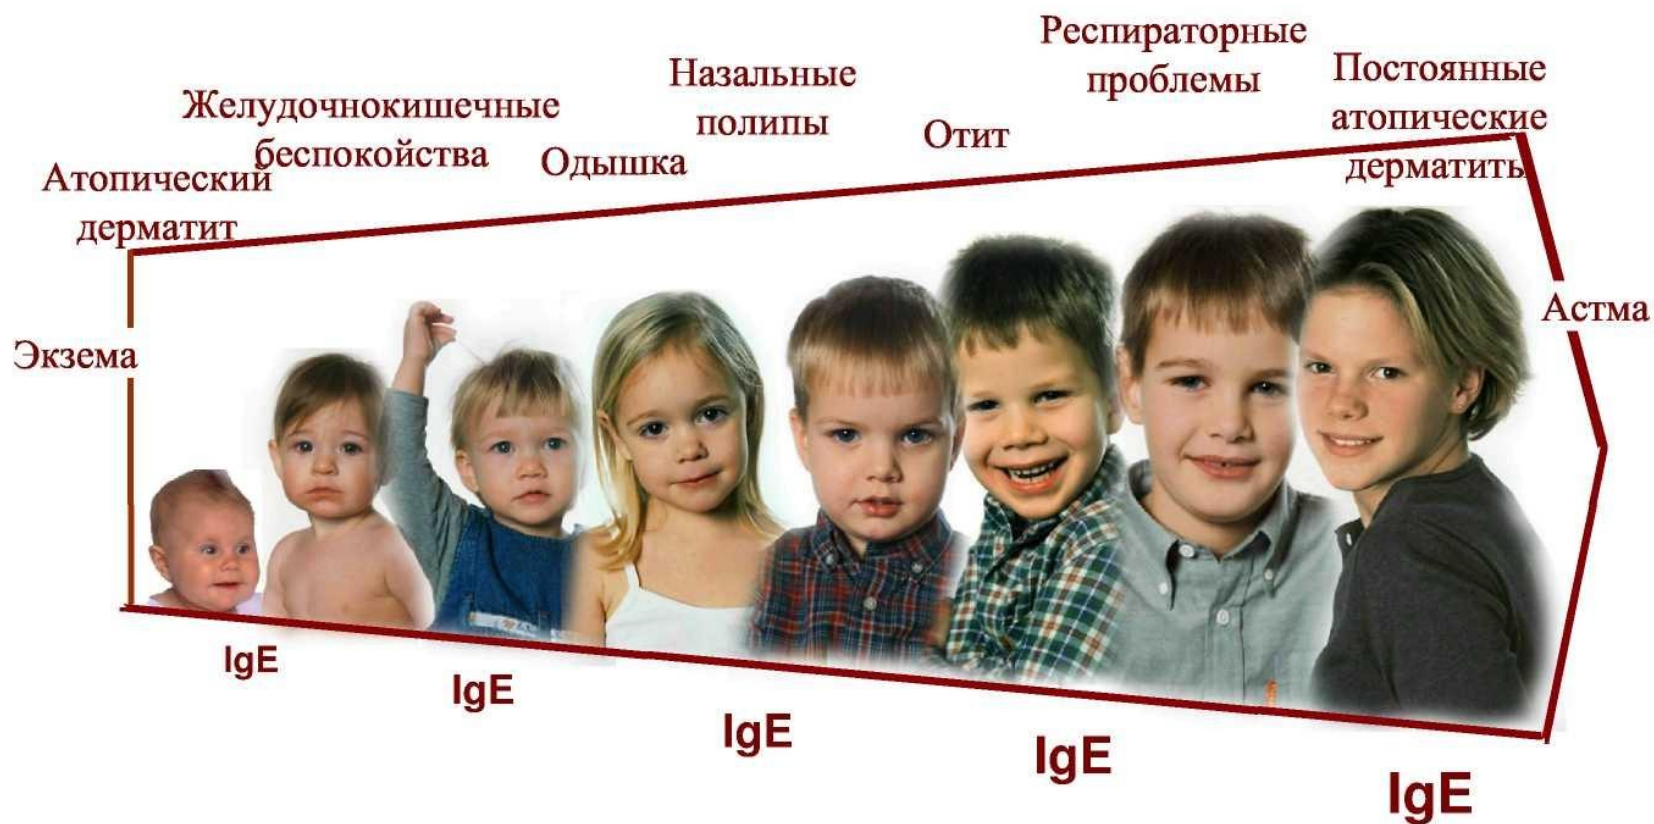 Атопический
дерматит
Желудочнокишечные
беспокойства
Одышка
Назальные
полипы
Отит
Респираторные
проблемы
Постоянные
атопические
дерматиты
Экзема
Астма
IgE
IgE
IgE
IgE
IgE